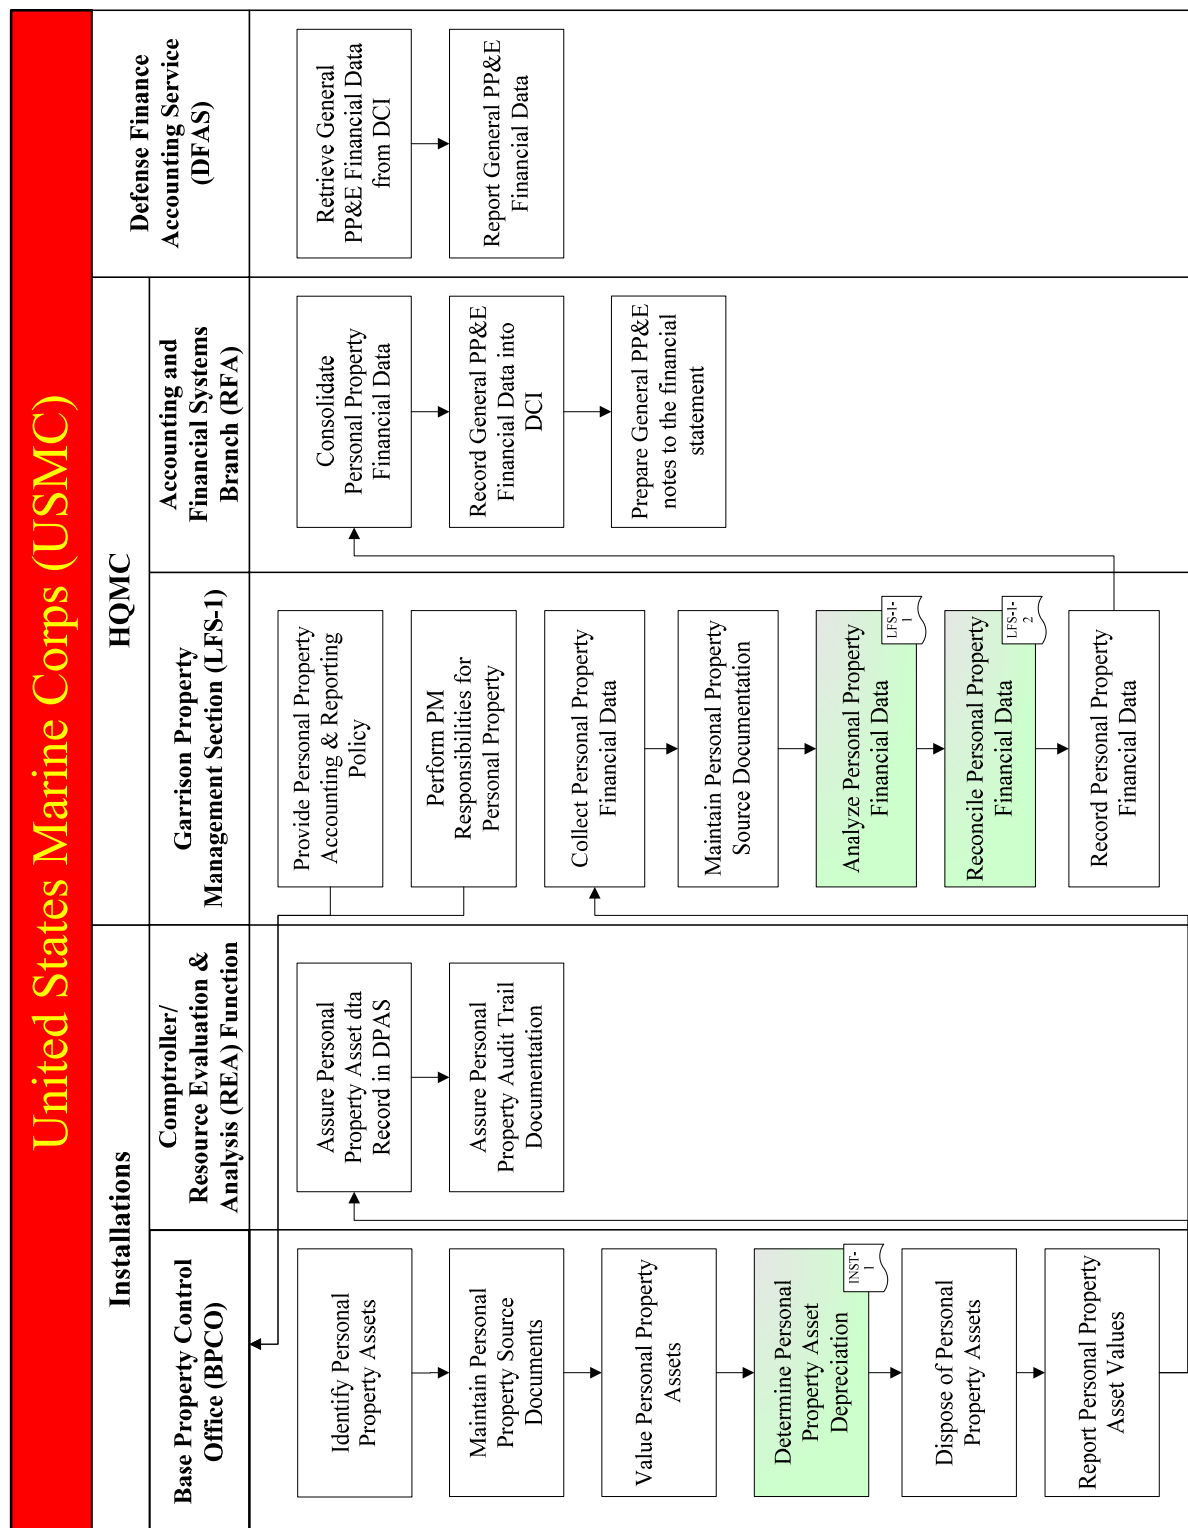 United States Marine Corps (USMC)
Installations
HQMC
Defense Finance
Accounting Service
(DFAS)
Base Property Control
Office (BPCO)
Comptroller/
Resource Evaluation &
Analysis (REA) Function
Garrison Property
Management Section (LFS-1)
Accounting and
Financial Systems
Branch (RFA)
Identify Personal
Property Assets
Maintain Personal
Property Source
Documents
Value Personal Property
Assets
Determine Personal
Property Asset
Depreciation
INST-
1
Dispose of Personal
Property Assets
Report Personal Property
Asset Values
Assure Personal
Property Asset dta
Record in DPAS
Assure Personal
Property Audit Trail
Documentation
Provide Personal Property
Accounting & Reporting
Policy
Perform PM
Responsibilities for
Personal Property
Collect Personal Property
Financial Data
Maintain Personal Property
Source Documentation
Analyze Personal Property
Financial Data
LFS-1-
1
Reconcile Personal Property
Financial Data
LFS-1-
2
Record Personal Property
Financial Data
Consolidate
Personal Property
Financial Data
Record General PP&E
Financial Data into
DCI
Prepare General PP&E
notes to the financial
statement
Retrieve General
PP&E Financial Data
from DCI
Report General PP&E
Financial Data